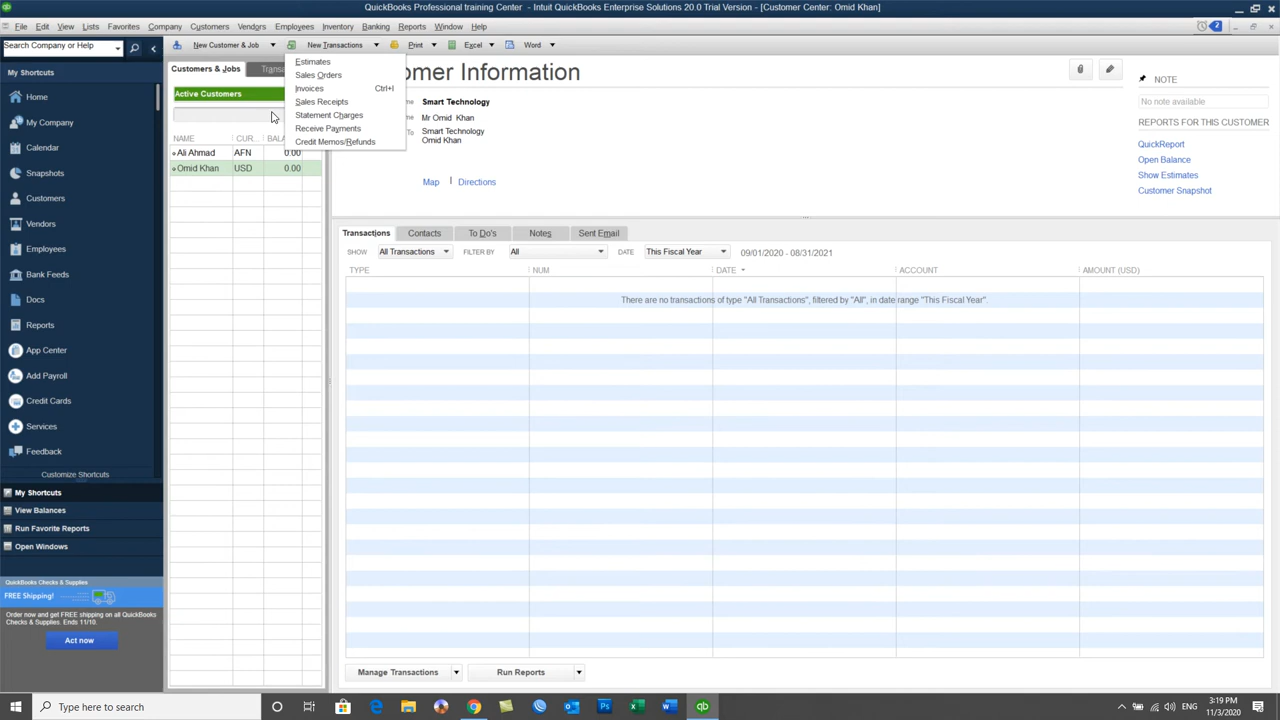 QuickBooks Professional training Center - Intuit QuickBooks Enterprise Solutions 20.0 Trial Version - [Customer Center: Omid Khan]
File Edit View Lists Favorites Company Customers Vendors Employees Inventory Banking Reports Window Help
2
Search Company or Help
New Customer & Job New Transactions Print Excel Word
My Shortcuts
Home
My Company
Calendar
Snapshots
Customers
Vendors
Employees
Bank Feeds
Docs
Reports
App Center
Add Payroll
Credit Cards
Services
Feedback
Customize Shortcuts
My Shortcuts
View Balances
Run Favorite Reports
Open Windows
QuickBooks Checks & Supplies
FREE Shipping!
Order now and get FREE shipping on all QuickBooks
Checks & Supplies. Ends 11/10.
Act now
Customers & Jobs
Active Customers
NAME CUR...
Ali Ahmad AFN 0.00
Omid Khan USD 0.00
Estimates
Sales Orders
Invoices Ctrl+I
Sales Receipts
Statement Charges
Receive Payments
Credit Memos/Refunds
omer Information
Smart Technology
Mr Omid Khan
Smart Technology
Omid Khan
Map | Directions
NOTE
No note available
REPORTS FOR THIS CUSTOMER
QuickReport
Open Balance
Show Estimates
Customer Snapshot
Transactions Contacts To Do's Notes Sent Email
SHOW All Transactions FILTER BY All DATE This Fiscal Year 09/01/2020 - 08/31/2021
TYPE NUM DATE ACCOUNT AMOUNT (USD)
There are no transactions of type "All Transactions", filtered by "All", in date range "This Fiscal Year".
Manage Transactions Run Reports
Type here to search
ENG
3:19 PM
11/3/2020